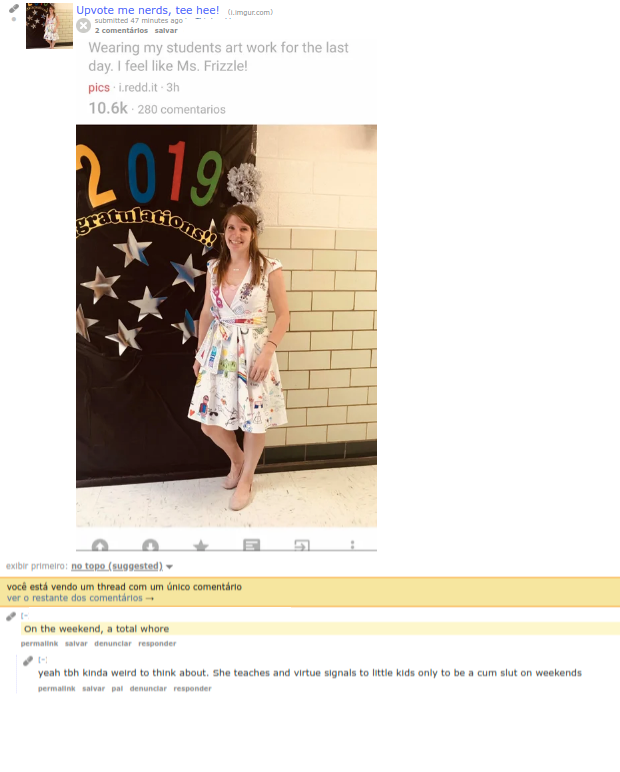 Upvote me nerds, tee hee! (i.imgur.com)
submitted 47 minutes ago
2 comentários salvar
Wearing my students art work for the last
day. I feel like Ms. Frizzle!
pics · i.redd.it · 3h
10.6k · 280 comentarios
2019
gratulations!!
exibir primeiro: no topo (suggested)
você está vendo um thread com um único comentário
ver o restante dos comentários →
[-
On the weekend, a total whore
permalink salvar denunciar responder
[-]
yeah tbh kinda weird to think about. She teaches and virtue signals to little kids only to be a cum slut on weekends
permalink salvar pai denunciar responder